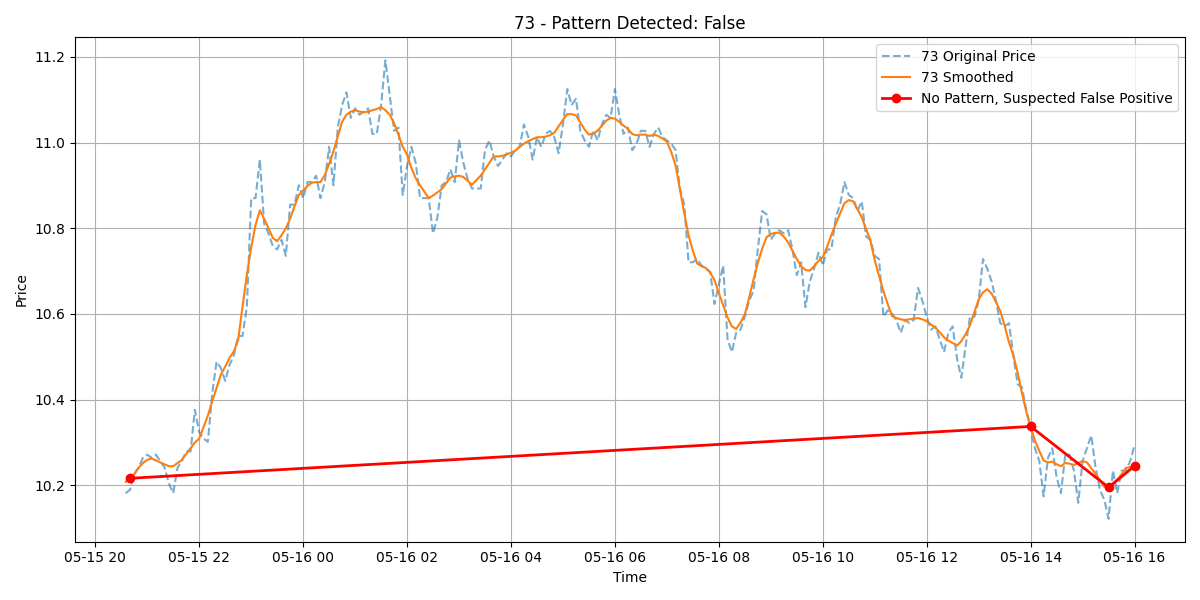 73 - Pattern Detected: False
73 Original Price
73 Smoothed
No Pattern, Suspected False Positive
Price
11.2
11.0
10.8
10.6
10.4
10.2
05-15 20 05-15 22 05-16 00 05-16 02 05-16 04 05-16 06 05-16 08 05-16 10 05-16 12 05-16 14 05-16 16
Time